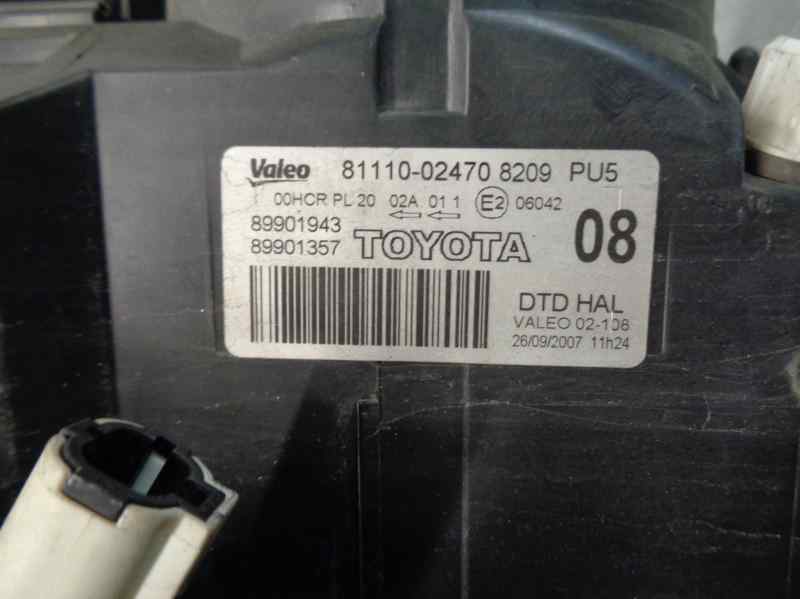 Valeo 81110-02470 8209 PU5
00HCR PL 20 02A 01 1 E2 06042
89901943
89901357 TOYOTA 08
DTD HAL
VALEO 02-108
26/09/2007 11h24